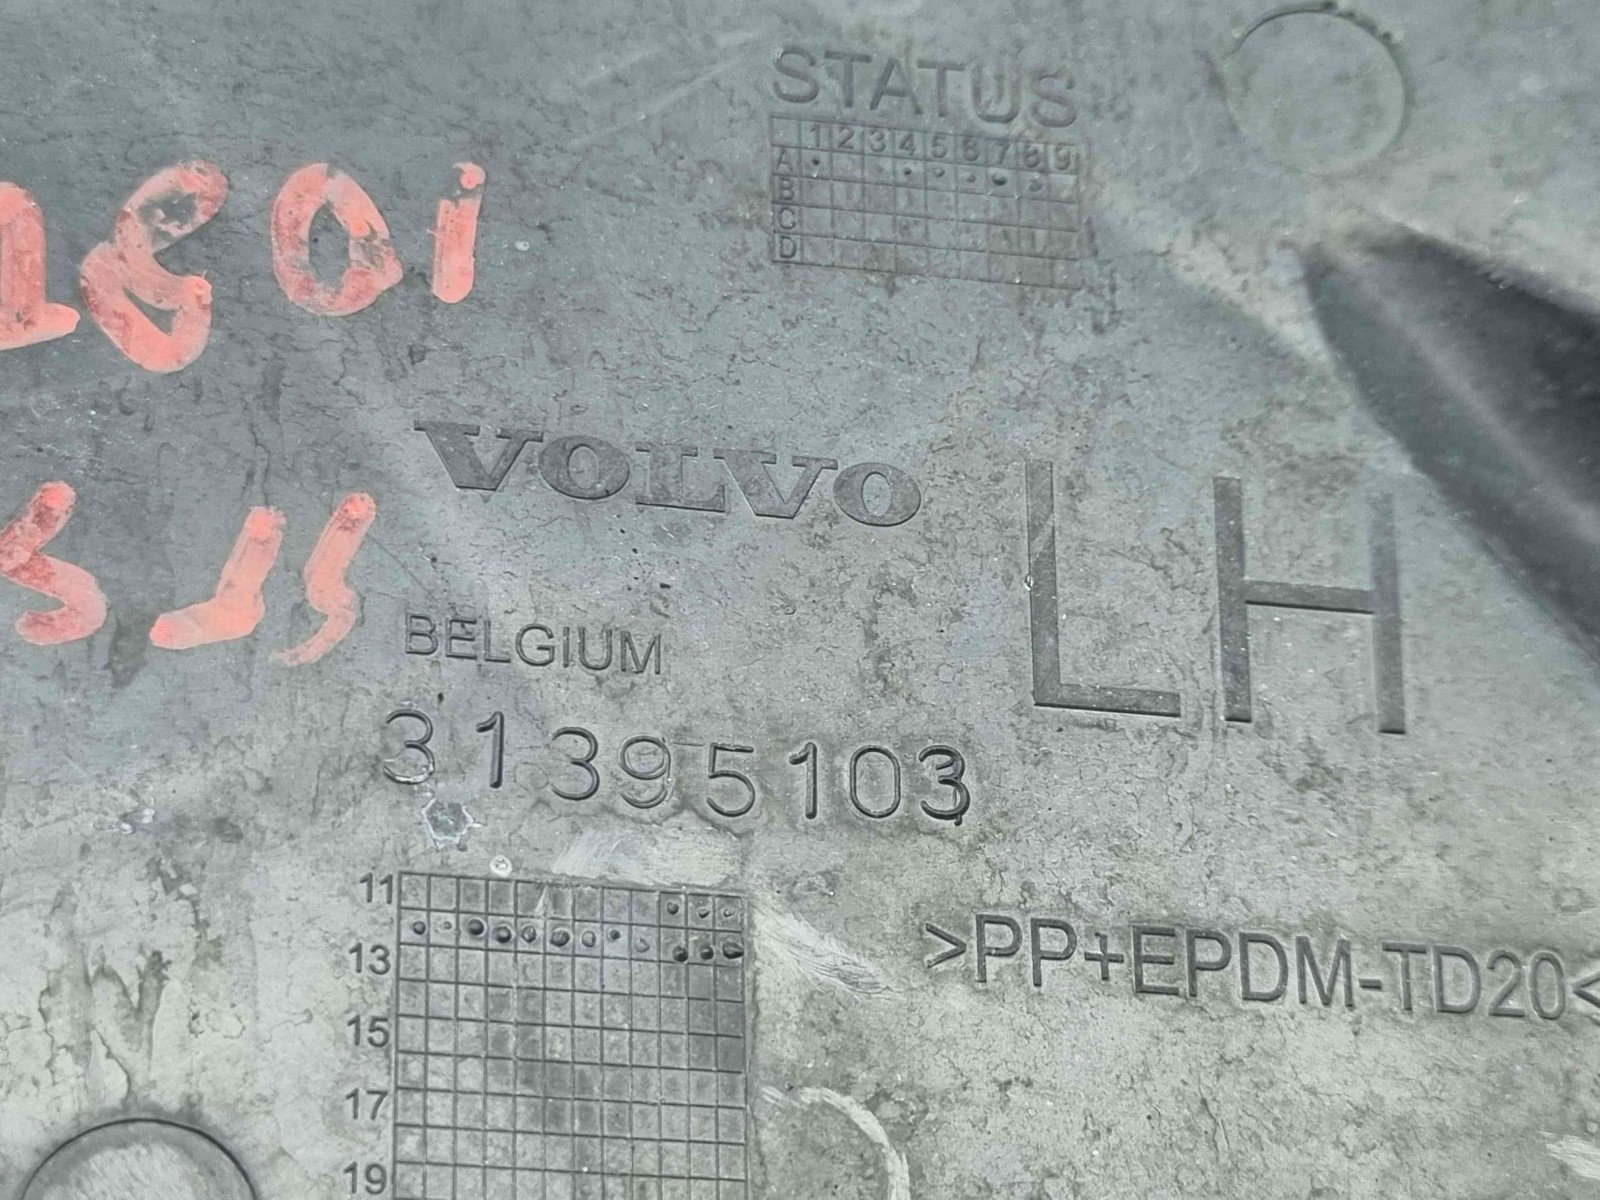 STATUS
1 2 3 4 5 6 7 8 9
A
B
C
D
VOLVO
LH
BELGIUM
31395103
11
13
15
17
19
>PP+EPDM-TD20<